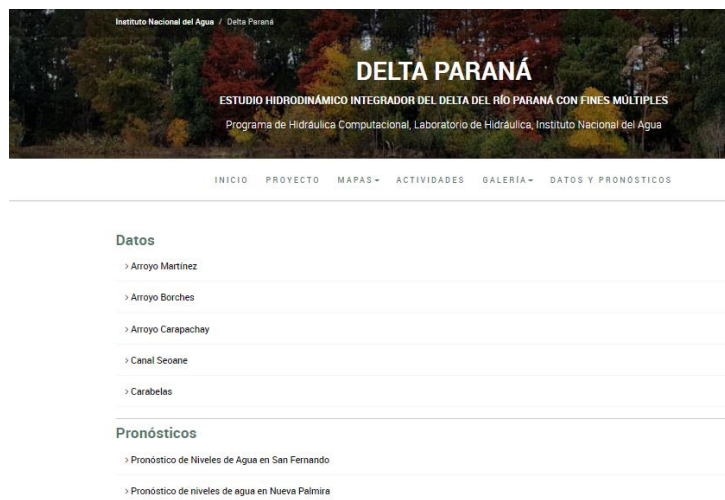 Instituto Nacional del Agua / Delta Paraná
DELTA PARANÁ
ESTUDIO HIDRODINÁMICO INTEGRADOR DEL DELTA DEL RÍO PARANÁ CON FINES MÚLTIPLES
Programa de Hidráulica Computacional, Laboratorio de Hidráulica, Instituto Nacional del Agua
INICIO PROYECTO MAPAS ACTIVIDADES GALERÍA DATOS Y PRONÓSTICOS
Datos
> Arroyo Martínez
> Arroyo Borches
> Arroyo Carapachay
> Canal Seoane
> Carabelas
Pronósticos
> Pronóstico de Niveles de Agua en San Fernando
> Pronóstico de niveles de agua en Nueva Palmira